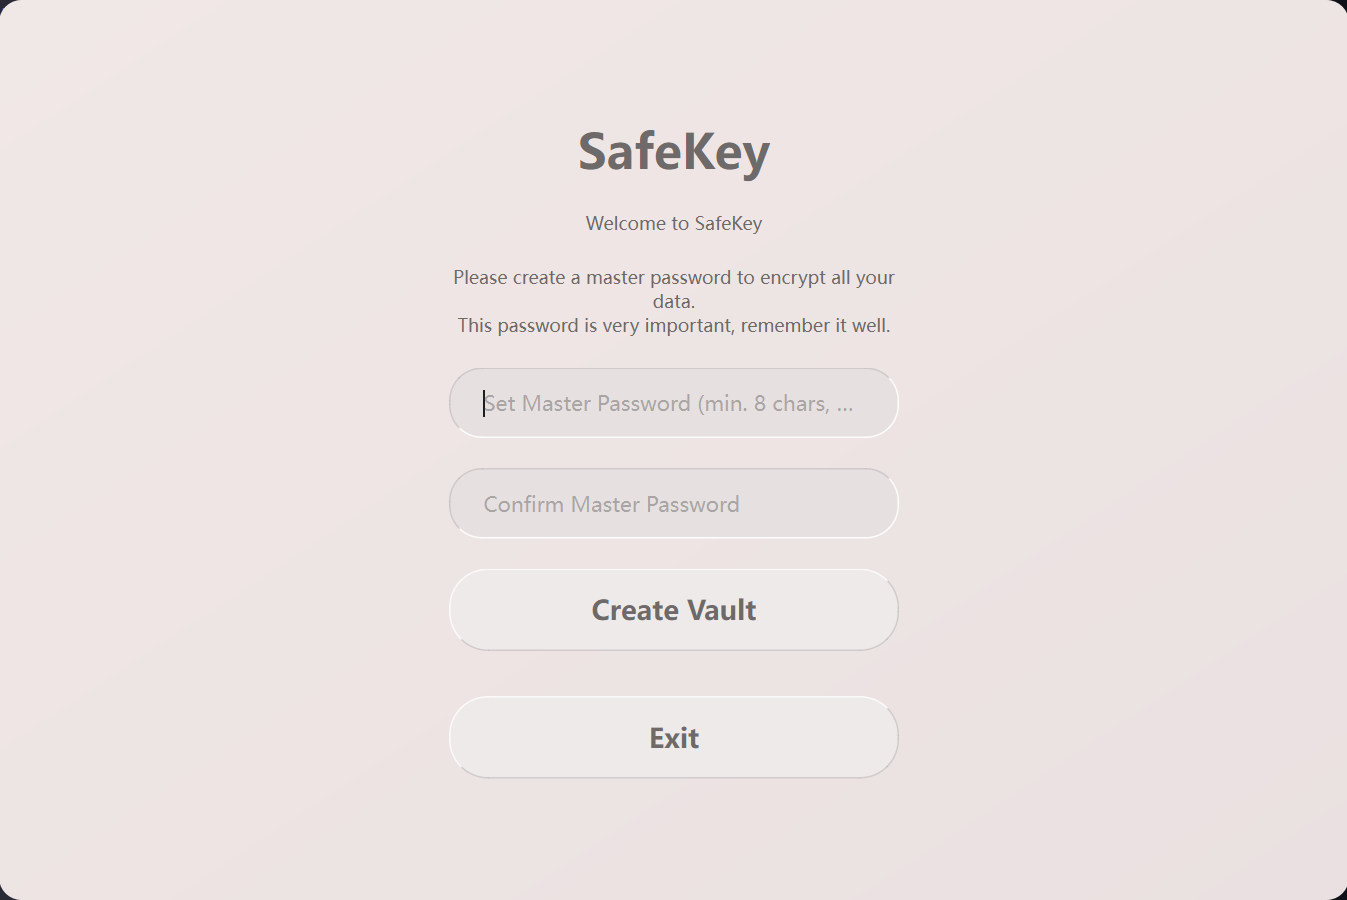 SafeKey
Welcome to SafeKey
Please create a master password to encrypt all your
data.
This password is very important, remember it well.
Set Master Password (min. 8 chars, ...
Confirm Master Password
Create Vault
Exit